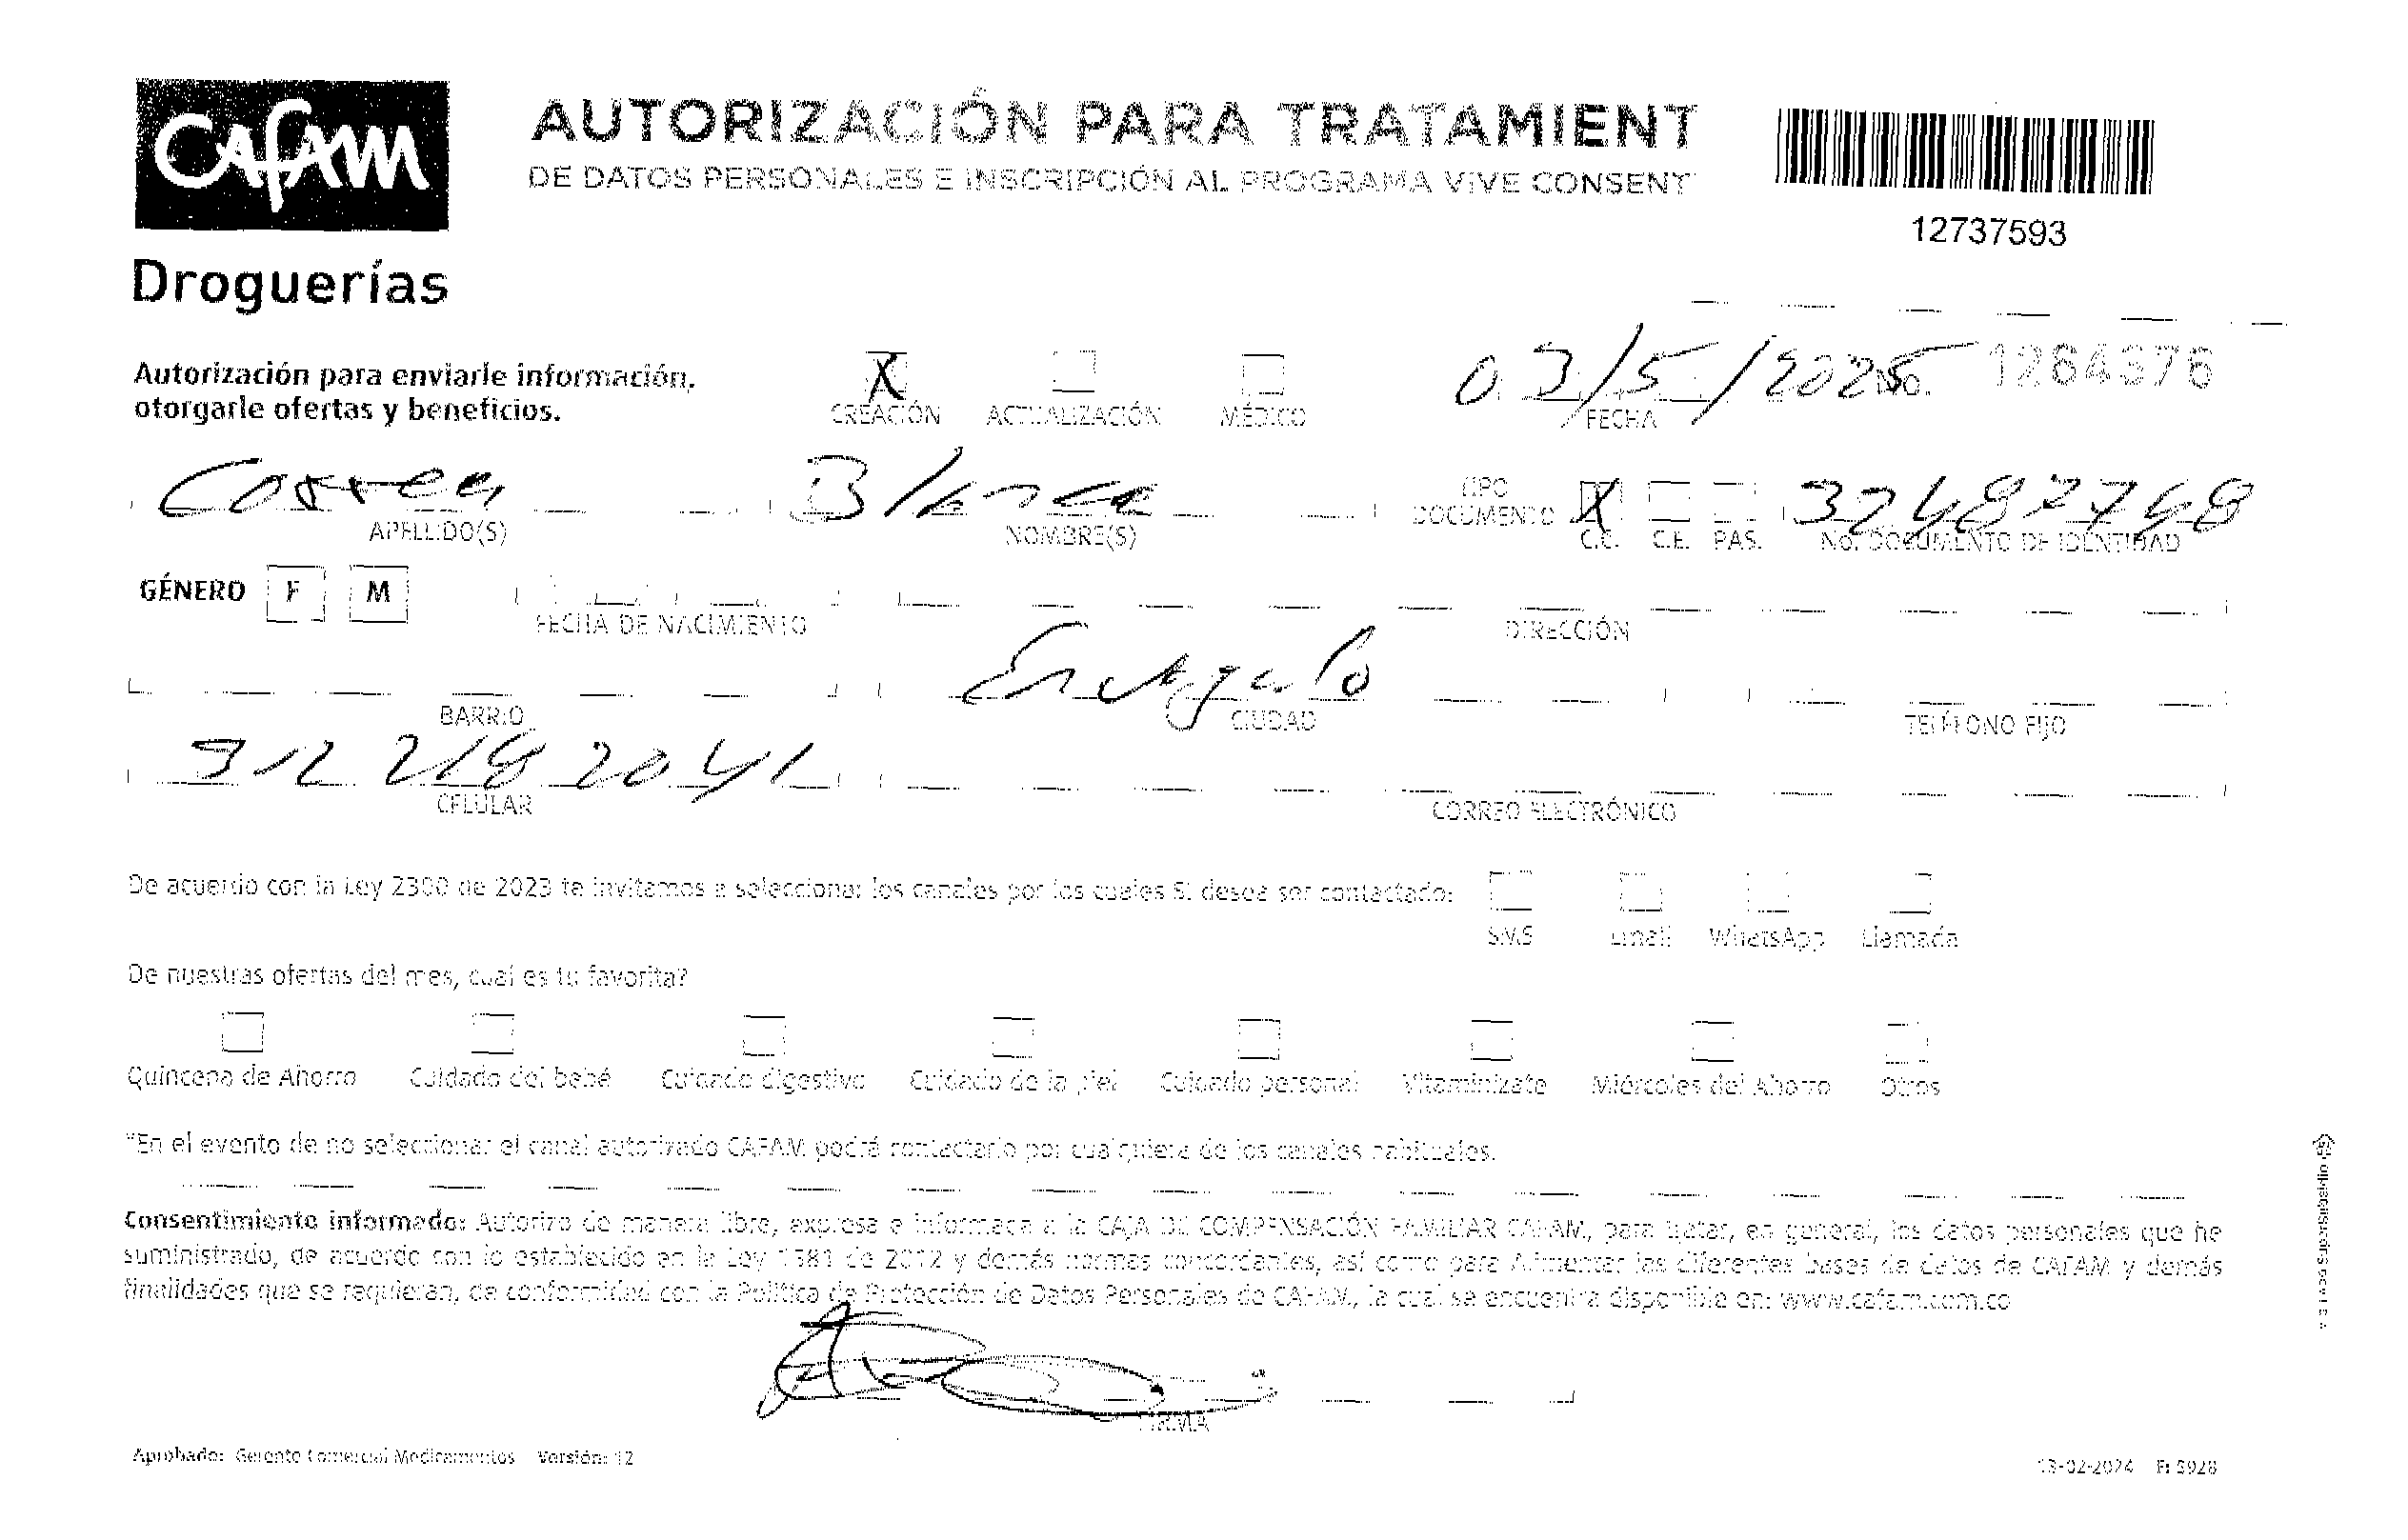 CAFAM
Droguerías
AUTORIZACIÓN PARA TRATAMIENT
DE DATOS PERSONALES E INSCRIPCIÓN AL PROGRAMA VIVE CONSENT
12737593
Autorización para enviarle información,
otorgarle ofertas y beneficios.
X CREACIÓN ACTUALIZACIÓN MÉDICO
03/5/2025 No. 1264376
FECHA
Correa Blanca TIPO DOCUMENTO X 32487748
APELLIDO(S) NOMBRE(S) C.C. C.E. PAS. No. DOCUMENTO DE IDENTIDAD
GÉNERO F M
FECHA DE NACIMIENTO DIRECCIÓN
Envigado
BARRIO CIUDAD TELÉFONO FIJO
312 218 2041
CELULAR CORREO ELECTRÓNICO
De acuerdo con la Ley 2300 de 2023 te invitamos a seleccionar los canales por los cuales SI desea ser contactado:
SMS Email WhatsApp Llamada
De nuestras ofertas del mes, cual es tu favorita?
Quincena de Ahorro Cuidado del bebé Cuidado digestivo Cuidado de la piel Cuidado personal Vitaminízate Miércoles del Ahorro Otros
*En el evento de no seleccionar el canal autorizado CAFAM podrá contactarlo por cualquiera de los canales habituales.
Consentimiento informado: Autorizo de manera libre, expresa e informada a la CAJA DE COMPENSACIÓN FAMILIAR CAFAM, para tratar, en general, los datos personales que he
suministrado, de acuerdo con lo establecido en la Ley 1581 de 2012 y demás normas concordantes, así como para Alimentar las diferentes bases de datos de CAFAM y demás
finalidades que se requieran, de conformidad con la Política de Protección de Datos Personales de CAFAM, la cual se encuentra disponible en: www.cafam.com.co
FIRMA
Aprobado: Gerente Comercial Medicamentos Versión: 12
13-02-2024 F: 5928